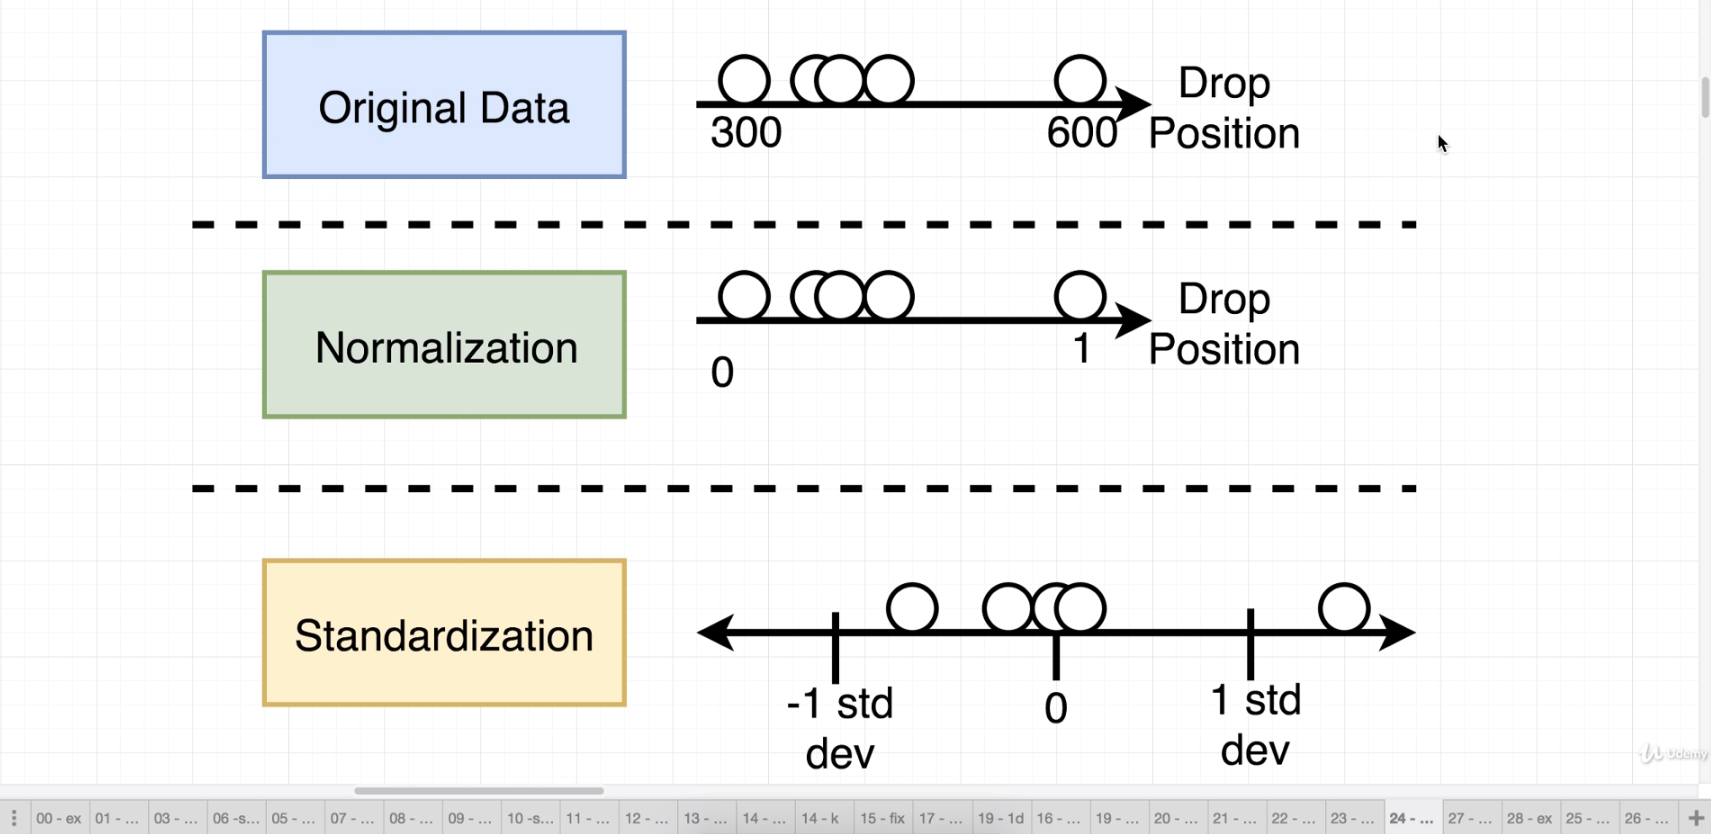 Original Data
300
600
Drop
Position
Normalization
0
1
Drop
Position
Standardization
-1 std
dev
0
1 std
dev
Udemy
00 - ex
01 - ...
03 - ...
06 -s...
05 - ...
07 - ...
08 - ...
09 - ...
10 -s...
11 - ...
12 - ...
13 - ...
14 - ...
14 - k
15 - fix
17 - ...
19 - 1d
16 - ...
19 - ...
20 - ...
21 - ...
22 - ...
23 - ...
24 - ...
27 - ...
28 - ex
25 - ...
26 - ...